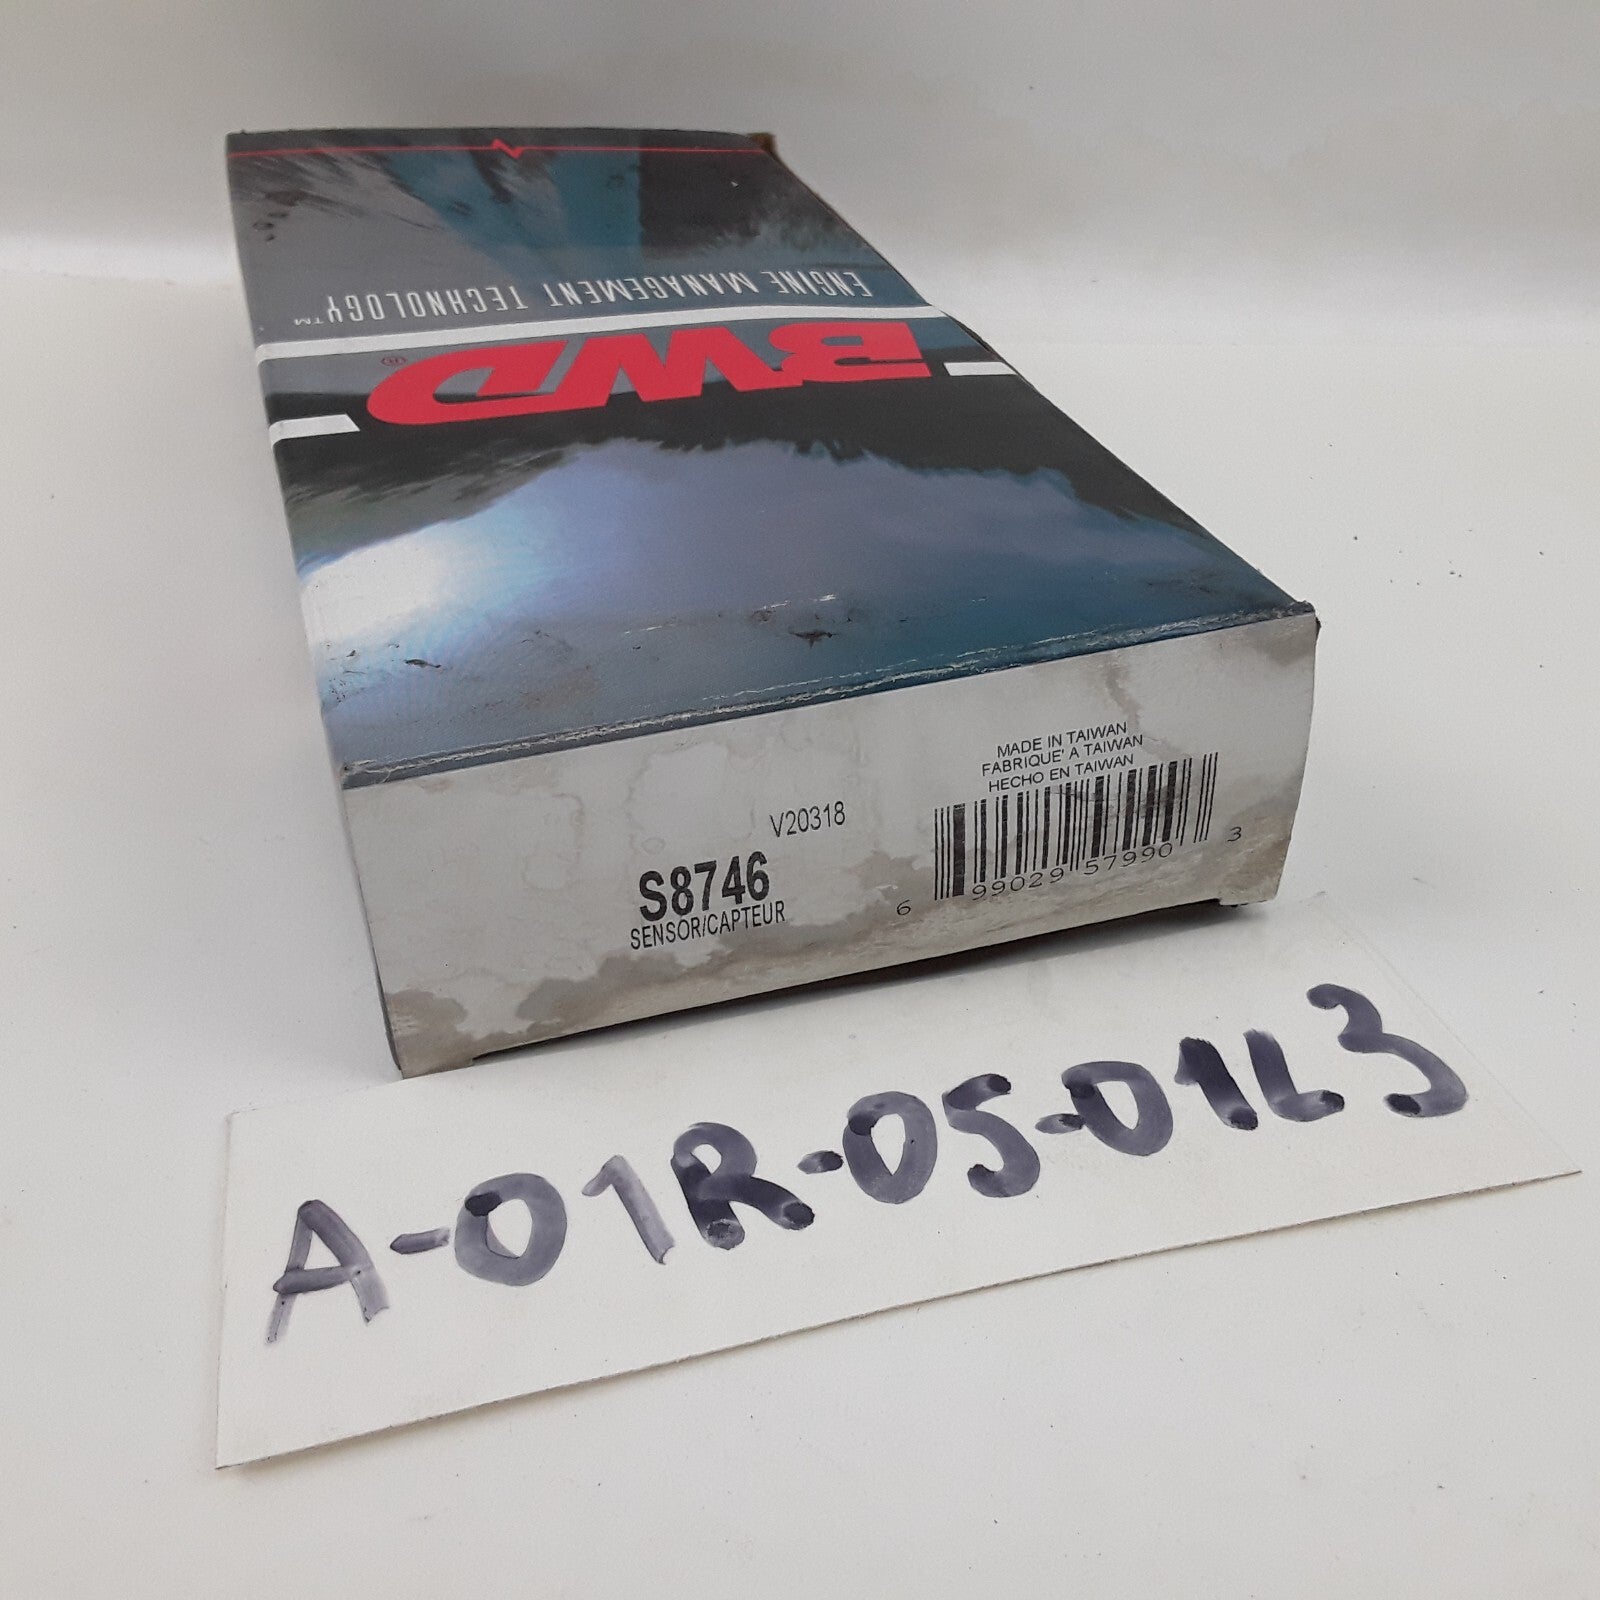 ENGINE MANAGEMENT TECHNOLOGY™
BWD®
MADE IN TAIWAN
FABRIQUE' A TAIWAN
HECHO EN TAIWAN
V20318
S8746
SENSOR/CAPTEUR
6 99029 57990 3
A-01R-05-01L3